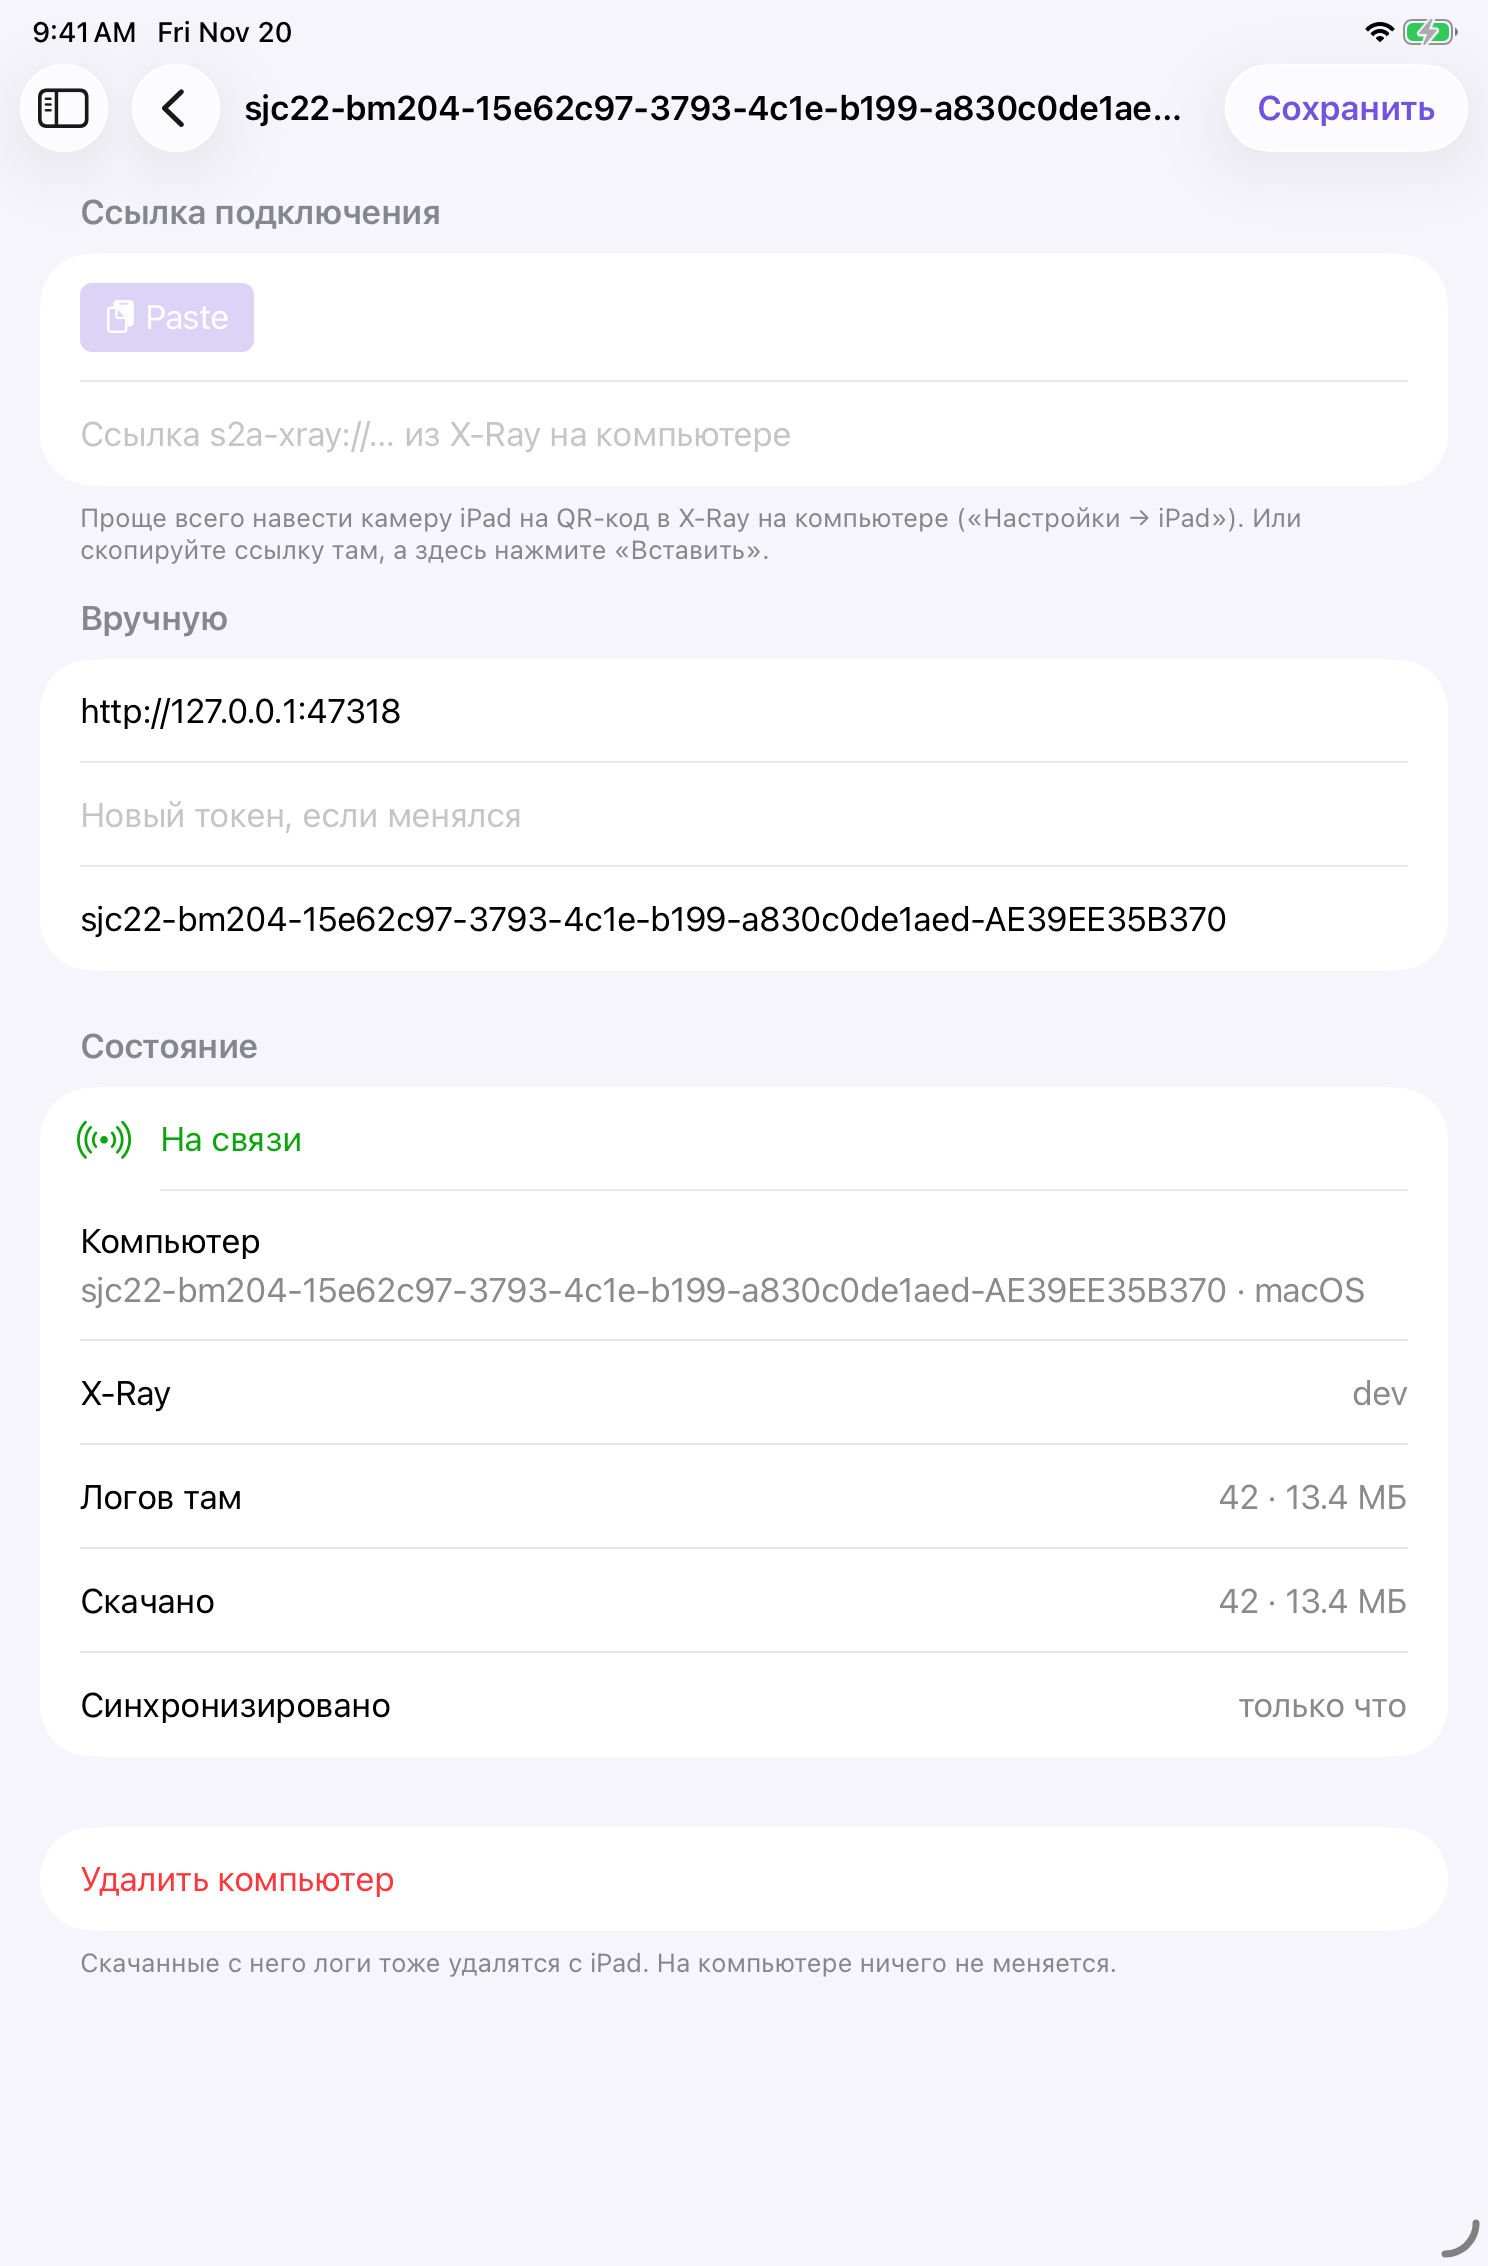 9:41 AM Fri Nov 20
sjc22-bm204-15e62c97-3793-4c1e-b199-a830c0de1ae...
Сохранить
Ссылка подключения
Paste
Ссылка s2a-xray://... из X-Ray на компьютере
Проще всего навести камеру iPad на QR-код в X-Ray на компьютере («Настройки → iPad»). Или
скопируйте ссылку там, а здесь нажмите «Вставить».
Вручную
http://127.0.0.1:47318
Новый токен, если менялся
sjc22-bm204-15e62c97-3793-4c1e-b199-a830c0de1aed-AE39EE35B370
Состояние
На связи
Компьютер
sjc22-bm204-15e62c97-3793-4c1e-b199-a830c0de1aed-AE39EE35B370 · macOS
X-Ray dev
Логов там 42 · 13.4 МБ
Скачано 42 · 13.4 МБ
Синхронизировано только что
Удалить компьютер
Скачанные с него логи тоже удалятся с iPad. На компьютере ничего не меняется.